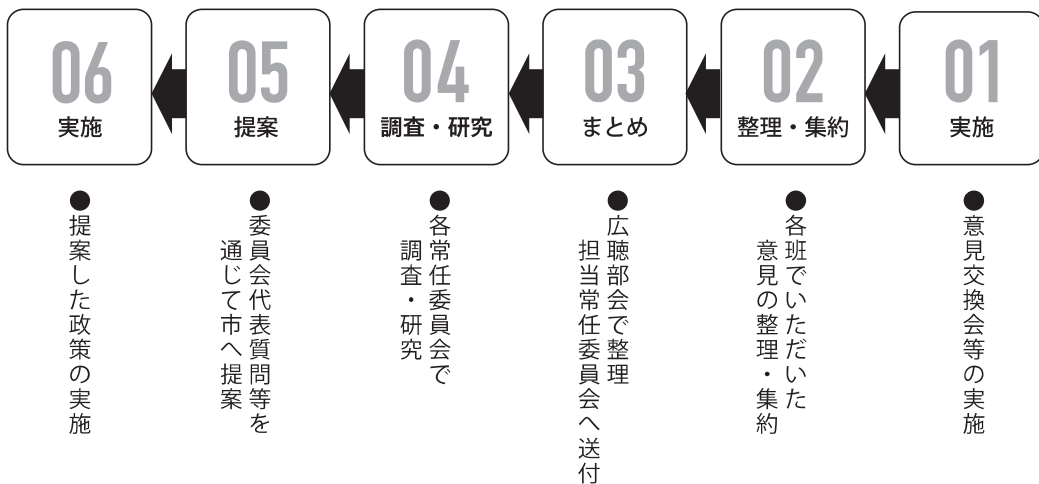 01
実施
●意見交換会等の実施
02
整理・集約
●各班でいただいた
意見の整理・集約
03
まとめ
●広聴部会で整理
担当常任委員会へ送付
04
調査・研究
●各常任委員会で
調査・研究
05
提案
●委員会代表質問等を
通じて市へ提案
06
実施
●提案した政策の実施